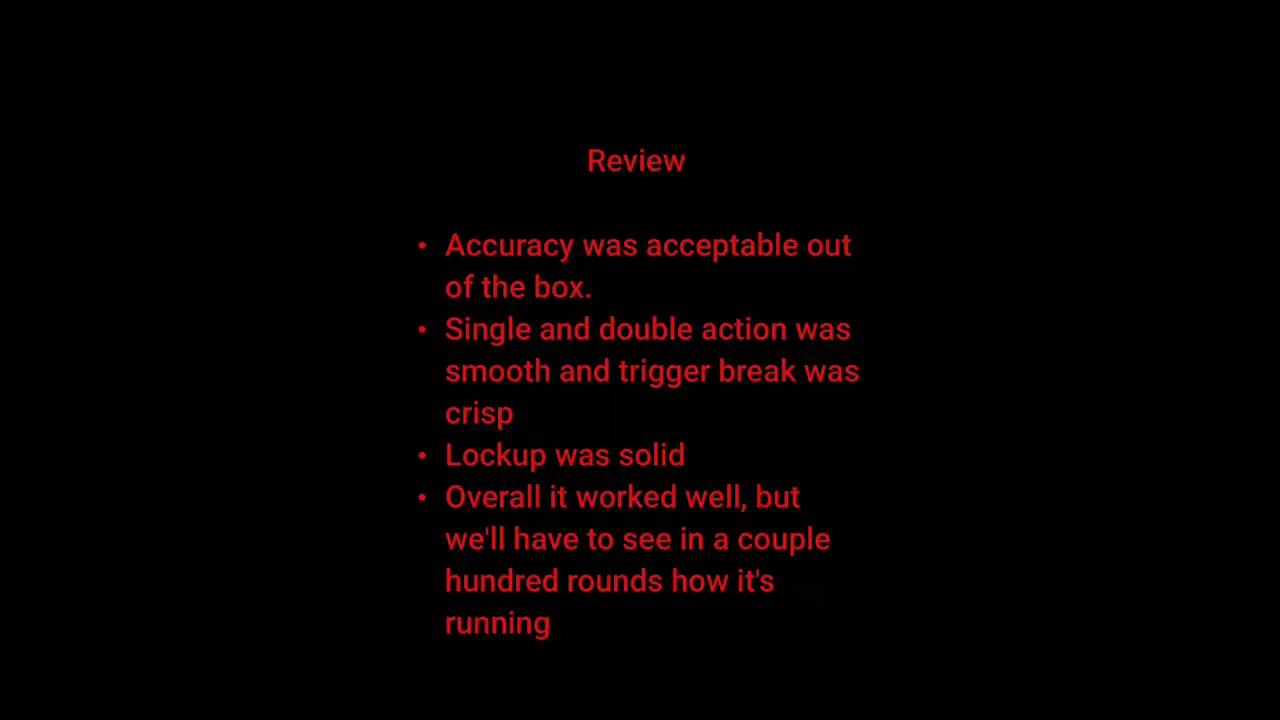 Review
• Accuracy was acceptable out
of the box.
• Single and double action was
smooth and trigger break was
crisp
• Lockup was solid
• Overall it worked well, but
we'll have to see in a couple
hundred rounds how it's
running